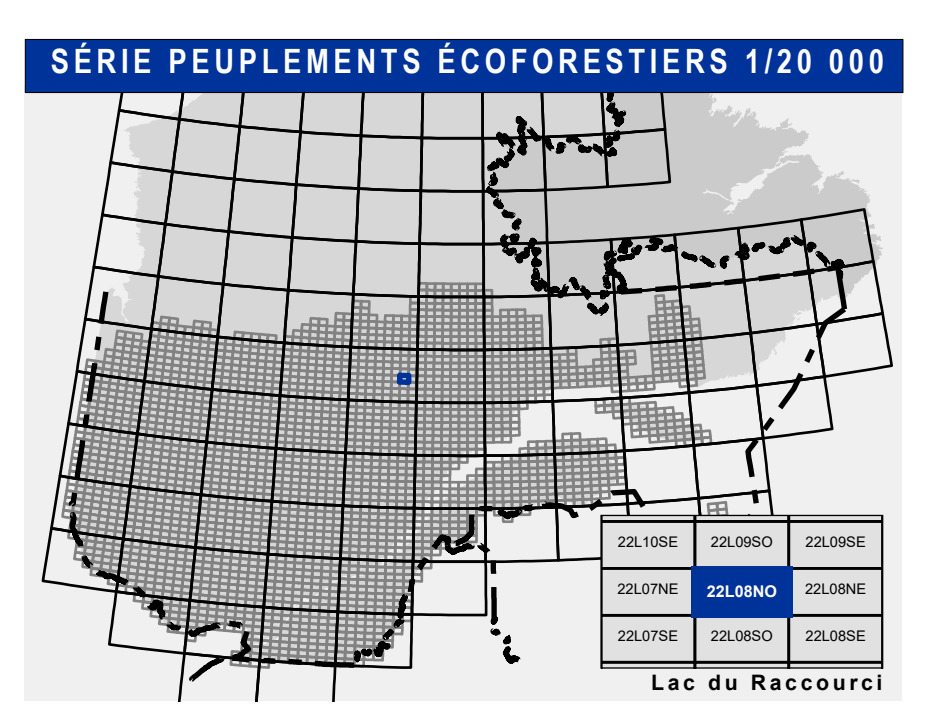 SÉRIE PEUPLEMENTS ÉCOFORESTIERS 1/20 000
22L10SE 22L09SO 22L09SE
22L07NE 22L08NO 22L08NE
22L07SE 22L08SO 22L08SE
Lac du Raccourci